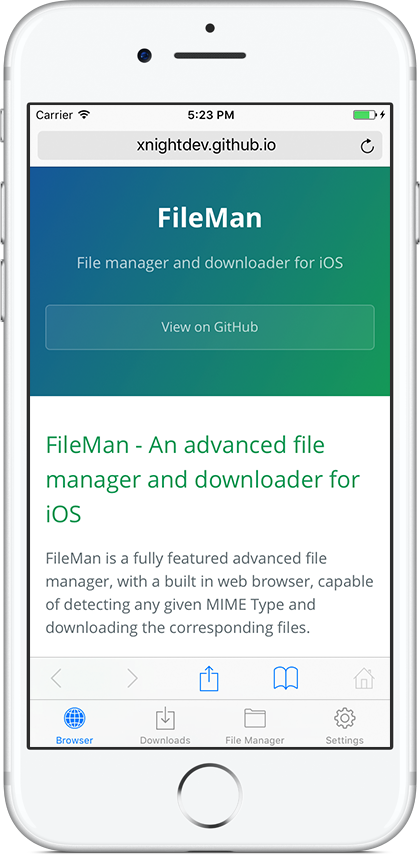 Carrier
5:23 PM
xnightdev.github.io
FileMan
File manager and downloader for iOS
View on GitHub
FileMan - An advanced file
manager and downloader for
iOS
FileMan is a fully featured advanced file
manager, with a built in web browser, capable
of detecting any given MIME Type and
downloading the corresponding files.
Browser
Downloads
File Manager
Settings